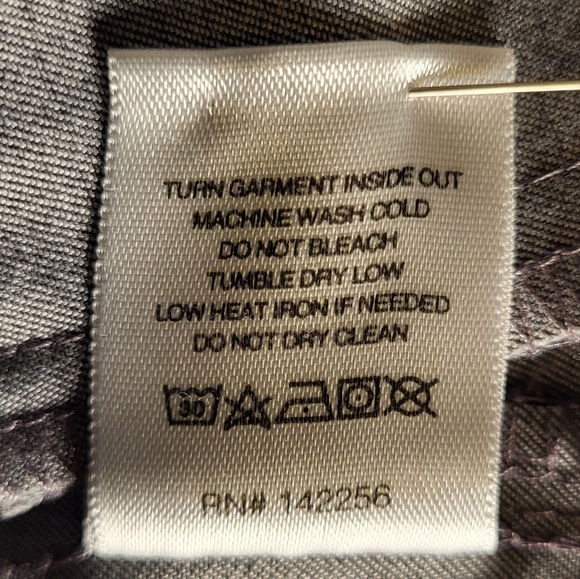 TURN GARMENT INSIDE OUT
MACHINE WASH COLD
DO NOT BLEACH
TUMBLE DRY LOW
LOW HEAT IRON IF NEEDED
DO NOT DRY CLEAN
30
RN# 142256